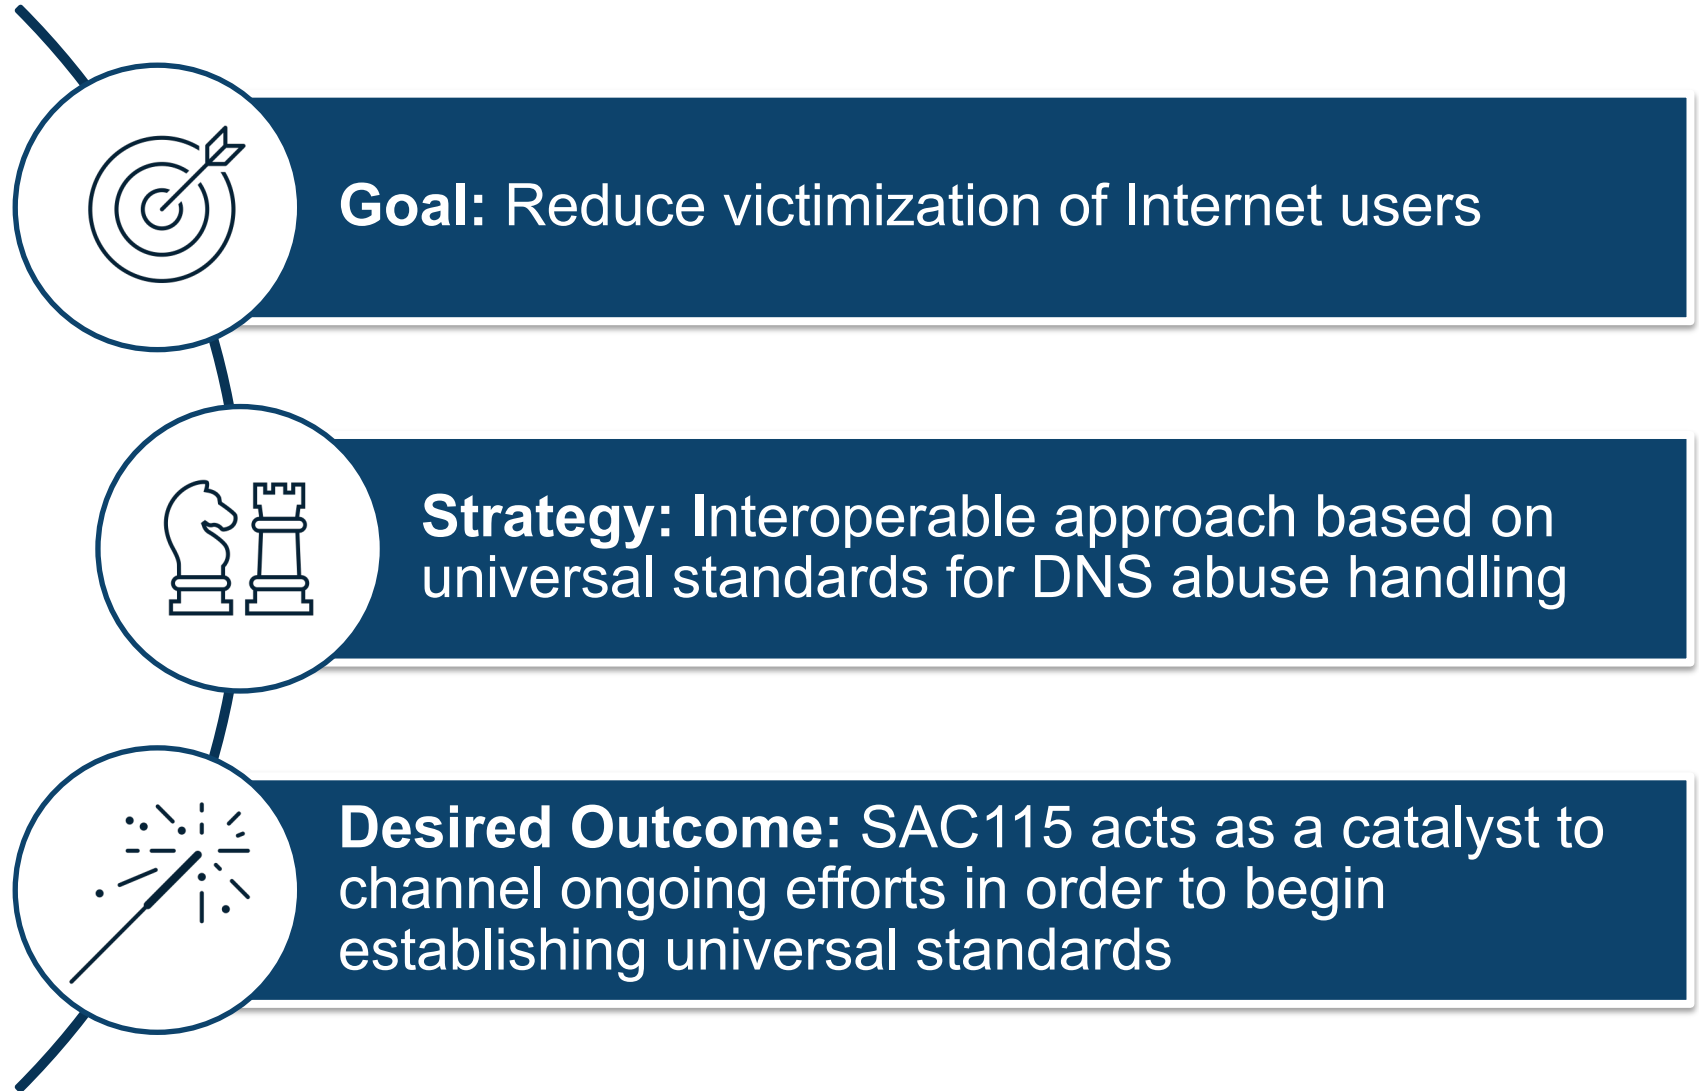 Goal: Reduce victimization of Internet users
Strategy: Interoperable approach based on
universal standards for DNS abuse handling
Desired Outcome: SAC115 acts as a catalyst to
channel ongoing efforts in order to begin
establishing universal standards